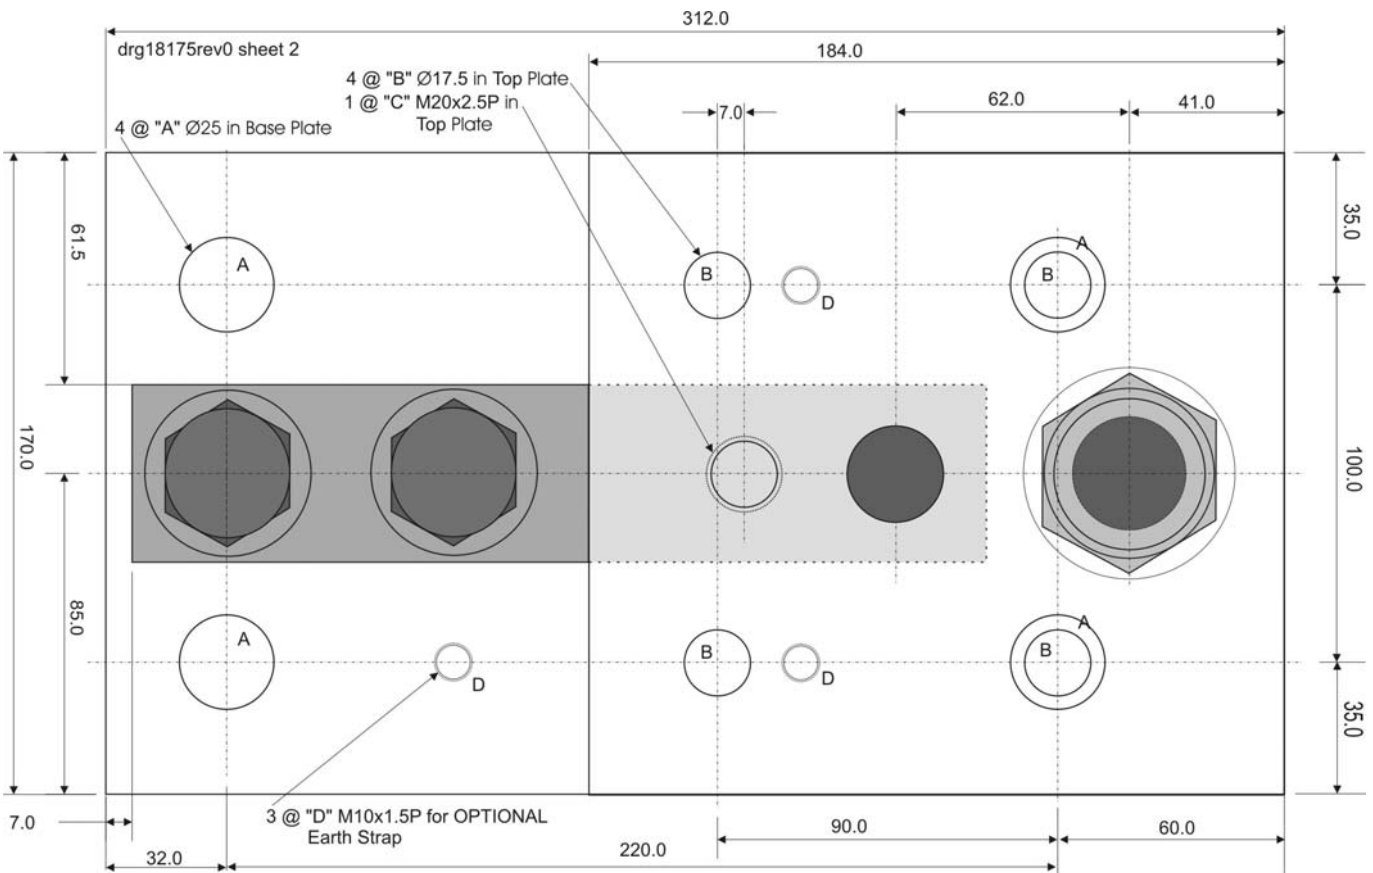 312.0
drg18175rev0 sheet 2
184.0
4 @ "B" Ø17.5 in Top Plate
1 @ "C" M20x2.5P in
Top Plate
7.0
62.0
41.0
4 @ "A" Ø25 in Base Plate
61.5
35.0
A
B
D
A
B
170.0
100.0
85.0
A
D
B
D
A
B
35.0
7.0
3 @ "D" M10x1.5P for OPTIONAL
Earth Strap
90.0
60.0
32.0
220.0